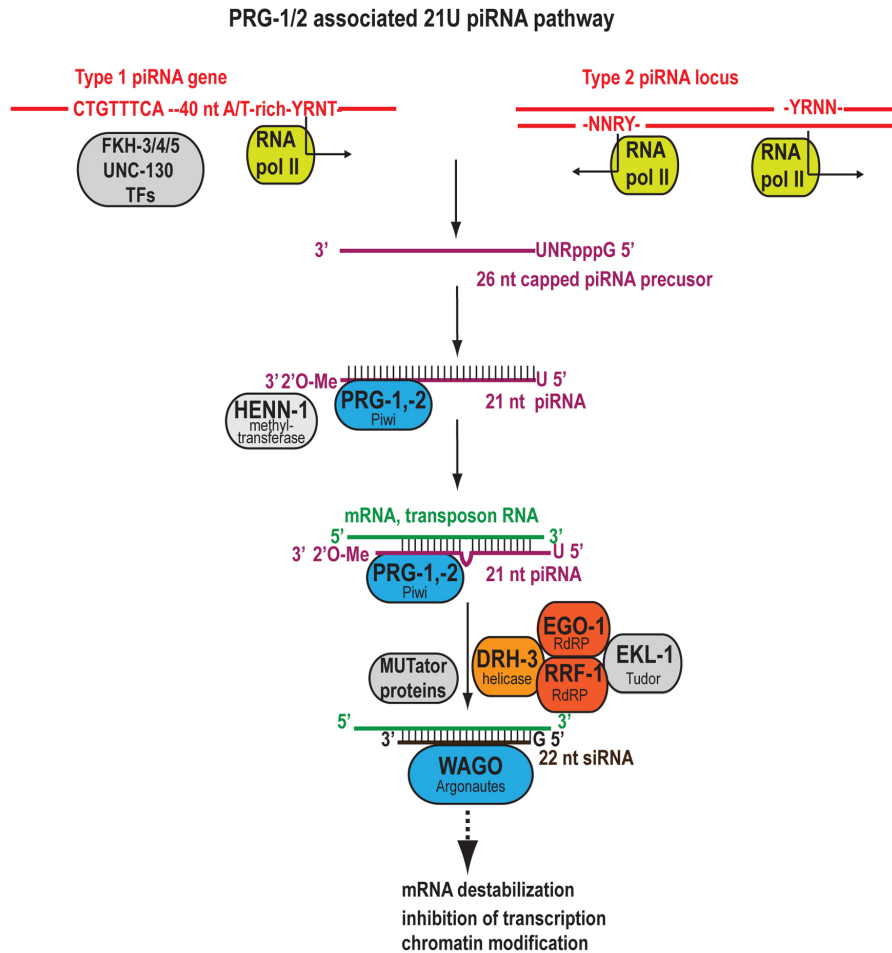 PRG-1/2 associated 21U piRNA pathway
Type 1 piRNA gene
CTGTTTCA --40 nt A/T-rich-YRNT-
FKH-3/4/5
UNC-130
TFs
RNA
pol II
Type 2 piRNA locus
-YRNN-
-NNRY-
RNA
pol II
RNA
pol II
3’
UNRpppG 5’
26 nt capped piRNA precusor
3’ 2’O-Me
U 5’
21 nt piRNA
HENN-1
methyl-
transferase
PRG-1,-2
Piwi
mRNA, transposon RNA
5’
3’
3’ 2’O-Me
U 5’
21 nt piRNA
PRG-1,-2
Piwi
MUTator
proteins
DRH-3
helicase
EGO-1
RdRP
RRF-1
RdRP
EKL-1
Tudor
5’
3’
3’
G 5’
22 nt siRNA
WAGO
Argonautes
mRNA destabilization
inhibition of transcription
chromatin modification